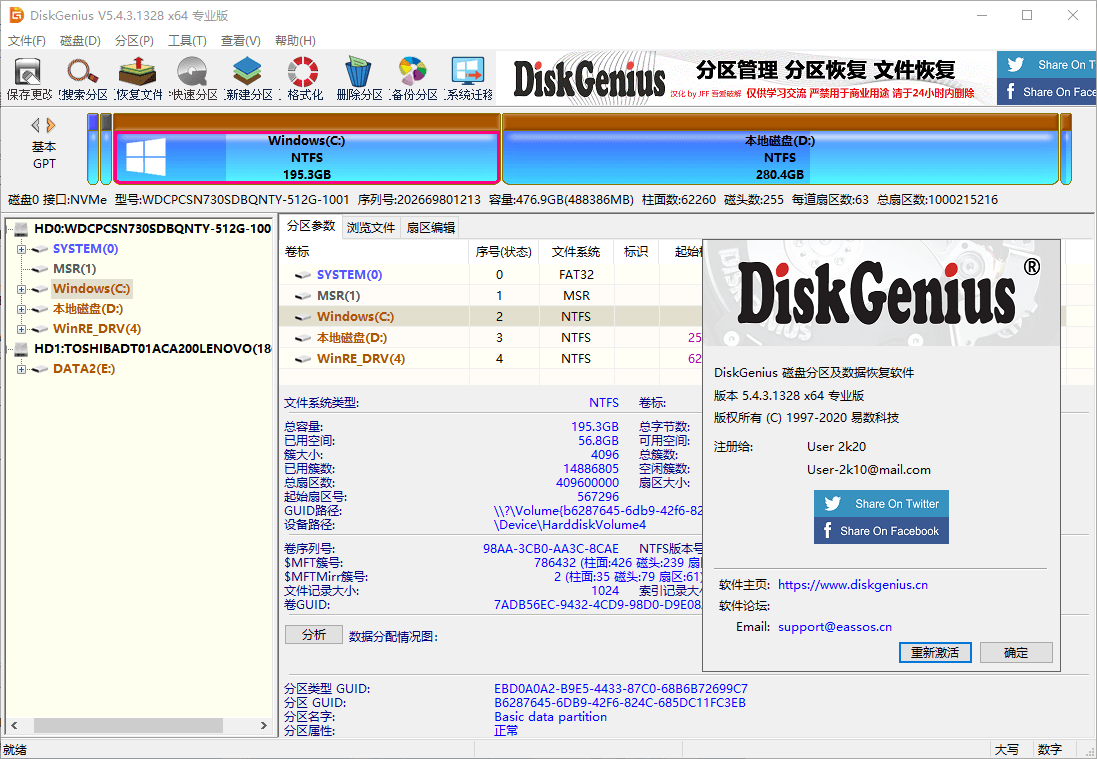 DiskGenius V5.4.3.1328 x64 专业版
文件(F) 磁盘(D) 分区(P) 工具(T) 查看(V) 帮助(H)
保存更改 搜索分区 恢复文件 快速分区 新建分区 格式化 删除分区 备份分区 系统迁移
DiskGenius 分区管理 分区恢复 文件恢复
汉化 by JFF 吾爱破解 仅供学习交流 严禁用于商业用途 请于24小时内删除
Share On T
Share On Face
基本
GPT
Windows(C:)
NTFS
195.3GB
本地磁盘(D:)
NTFS
280.4GB
磁盘0 接口:NVMe 型号:WDCPCSN730SDBQNTY-512G-1001 序列号:202669801213 容量:476.9GB(488386MB) 柱面数:62260 磁头数:255 每道扇区数:63 总扇区数:1000215216
HD0:WDCPCSN730SDBQNTY-512G-100
SYSTEM(0)
MSR(1)
Windows(C:)
本地磁盘(D:)
WinRE_DRV(4)
HD1:TOSHIBADT01ACA200LENOVO(18
DATA2(E:)
分区参数 浏览文件 扇区编辑
卷标 序号(状态) 文件系统 标识 起始柱
SYSTEM(0) 0 FAT32
MSR(1) 1 MSR
Windows(C:) 2 NTFS
本地磁盘(D:) 3 NTFS 25
WinRE_DRV(4) 4 NTFS 62
文件系统类型: NTFS 卷标:
总容量: 195.3GB 总字节数:
已用空间: 56.8GB 可用空间:
簇大小: 4096 总簇数:
已用簇数: 14886805 空闲簇数:
总扇区数: 409600000 扇区大小:
起始扇区号: 567296
GUID路径: \\?\Volume{b6287645-6db9-42f6-82
设备路径: \Device\HarddiskVolume4
卷序列号: 98AA-3CB0-AA3C-8CAE NTFS版本号
$MFT簇号: 786432 (柱面:426 磁头:239 扇
$MFTMirr簇号: 2 (柱面:35 磁头:79 扇区:61)
文件记录大小: 1024 索引记录大小
卷GUID: 7ADB56EC-9432-4CD9-98D0-D9E08
分析 数据分配情况图:
分区类型 GUID: EBD0A0A2-B9E5-4433-87C0-68B6B72699C7
分区 GUID: B6287645-6DB9-42F6-824C-685DC11FC3EB
分区名字: Basic data partition
分区属性: 正常
DiskGenius®
DiskGenius 磁盘分区及数据恢复软件
版本 5.4.3.1328 x64 专业版
版权所有 (C) 1997-2020 易数科技
注册给: User 2k20
User-2k10@mail.com
Share On Twitter
Share On Facebook
软件主页: https://www.diskgenius.cn
软件论坛:
Email: support@eassos.cn
重新激活 确定
就绪 大写 数字